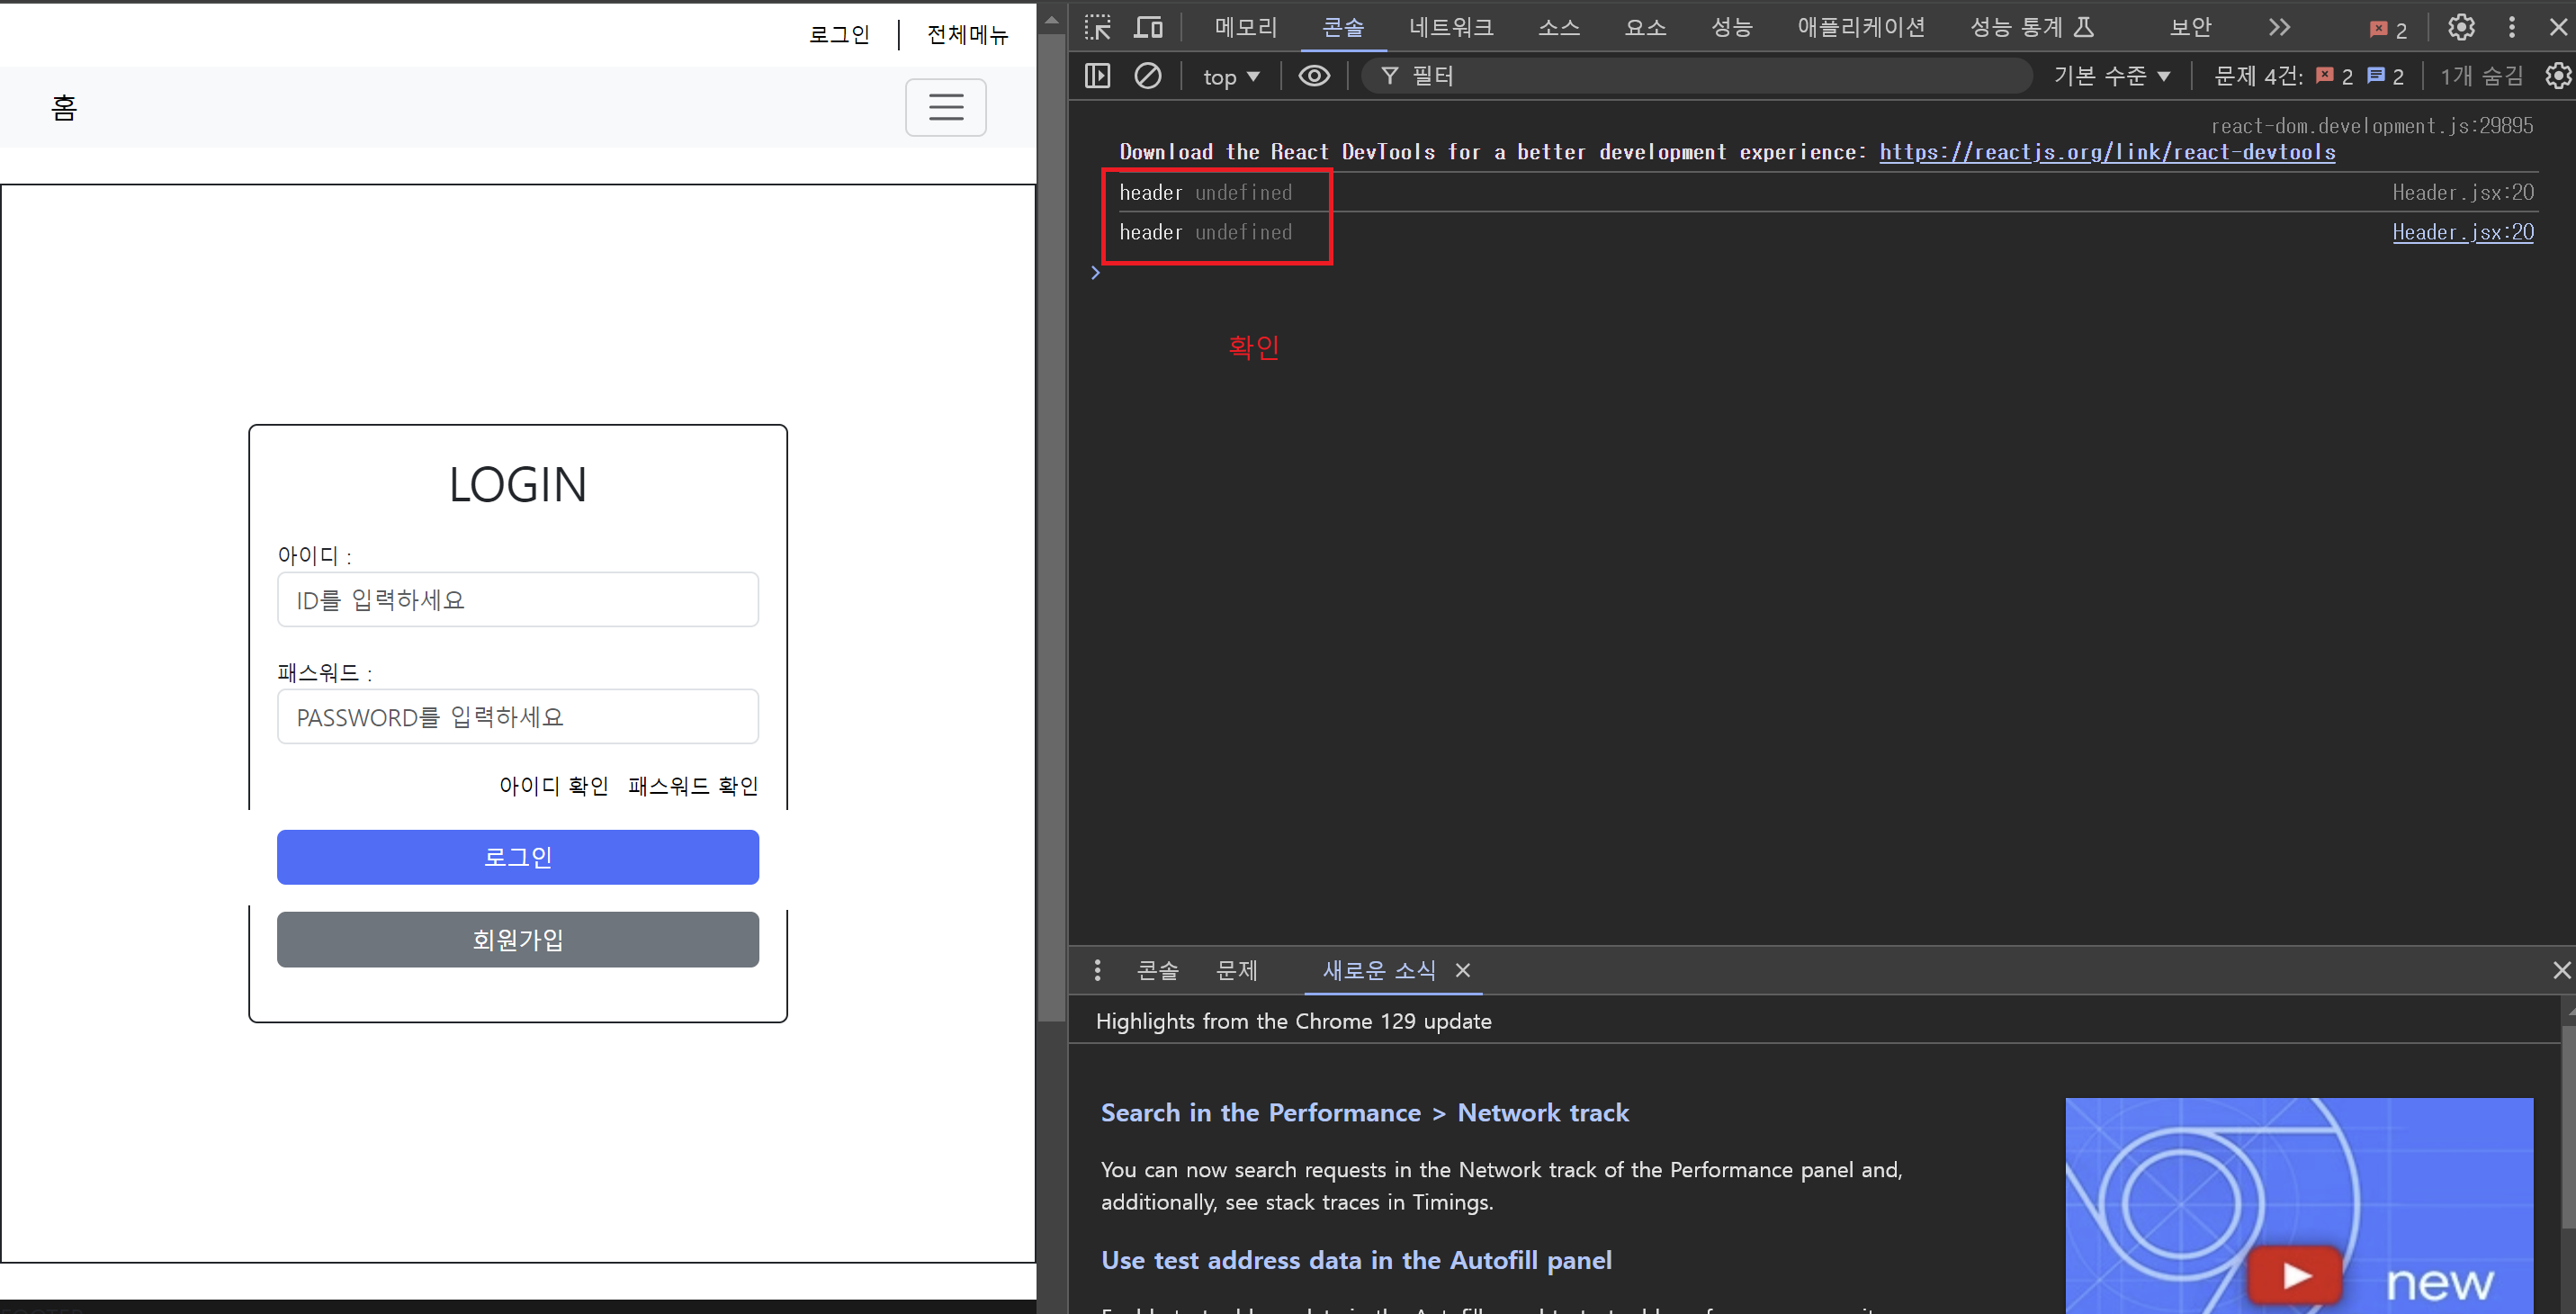 로그인 | 전체메뉴
홈
LOGIN
아이디 :
ID를 입력하세요
패스워드 :
PASSWORD를 입력하세요
아이디 확인 패스워드 확인
로그인
회원가입
메모리 콘솔 네트워크 소스 요소 성능 애플리케이션 성능 통계 보안 2
top 필터 기본 수준 문제 4건: 2 2 1개 숨김
react-dom.development.js:29895
Download the React DevTools for a better development experience: https://reactjs.org/link/react-devtools
header undefined Header.jsx:20
header undefined Header.jsx:20
확인
콘솔 문제 새로운 소식
Highlights from the Chrome 129 update
Search in the Performance > Network track
You can now search requests in the Network track of the Performance panel and,
additionally, see stack traces in Timings.
Use test address data in the Autofill panel
new